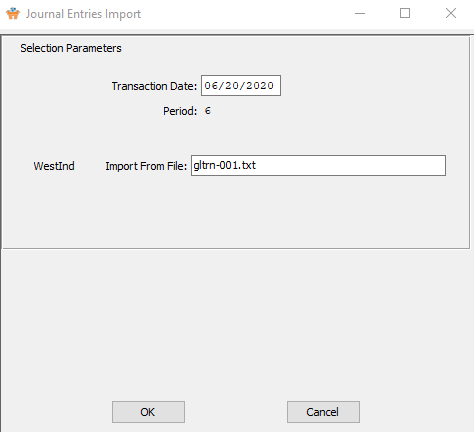 Journal Entries Import
Selection Parameters
Transaction Date: 06/20/2020
Period: 6
WestInd Import From File: gltrn-001.txt
OK Cancel